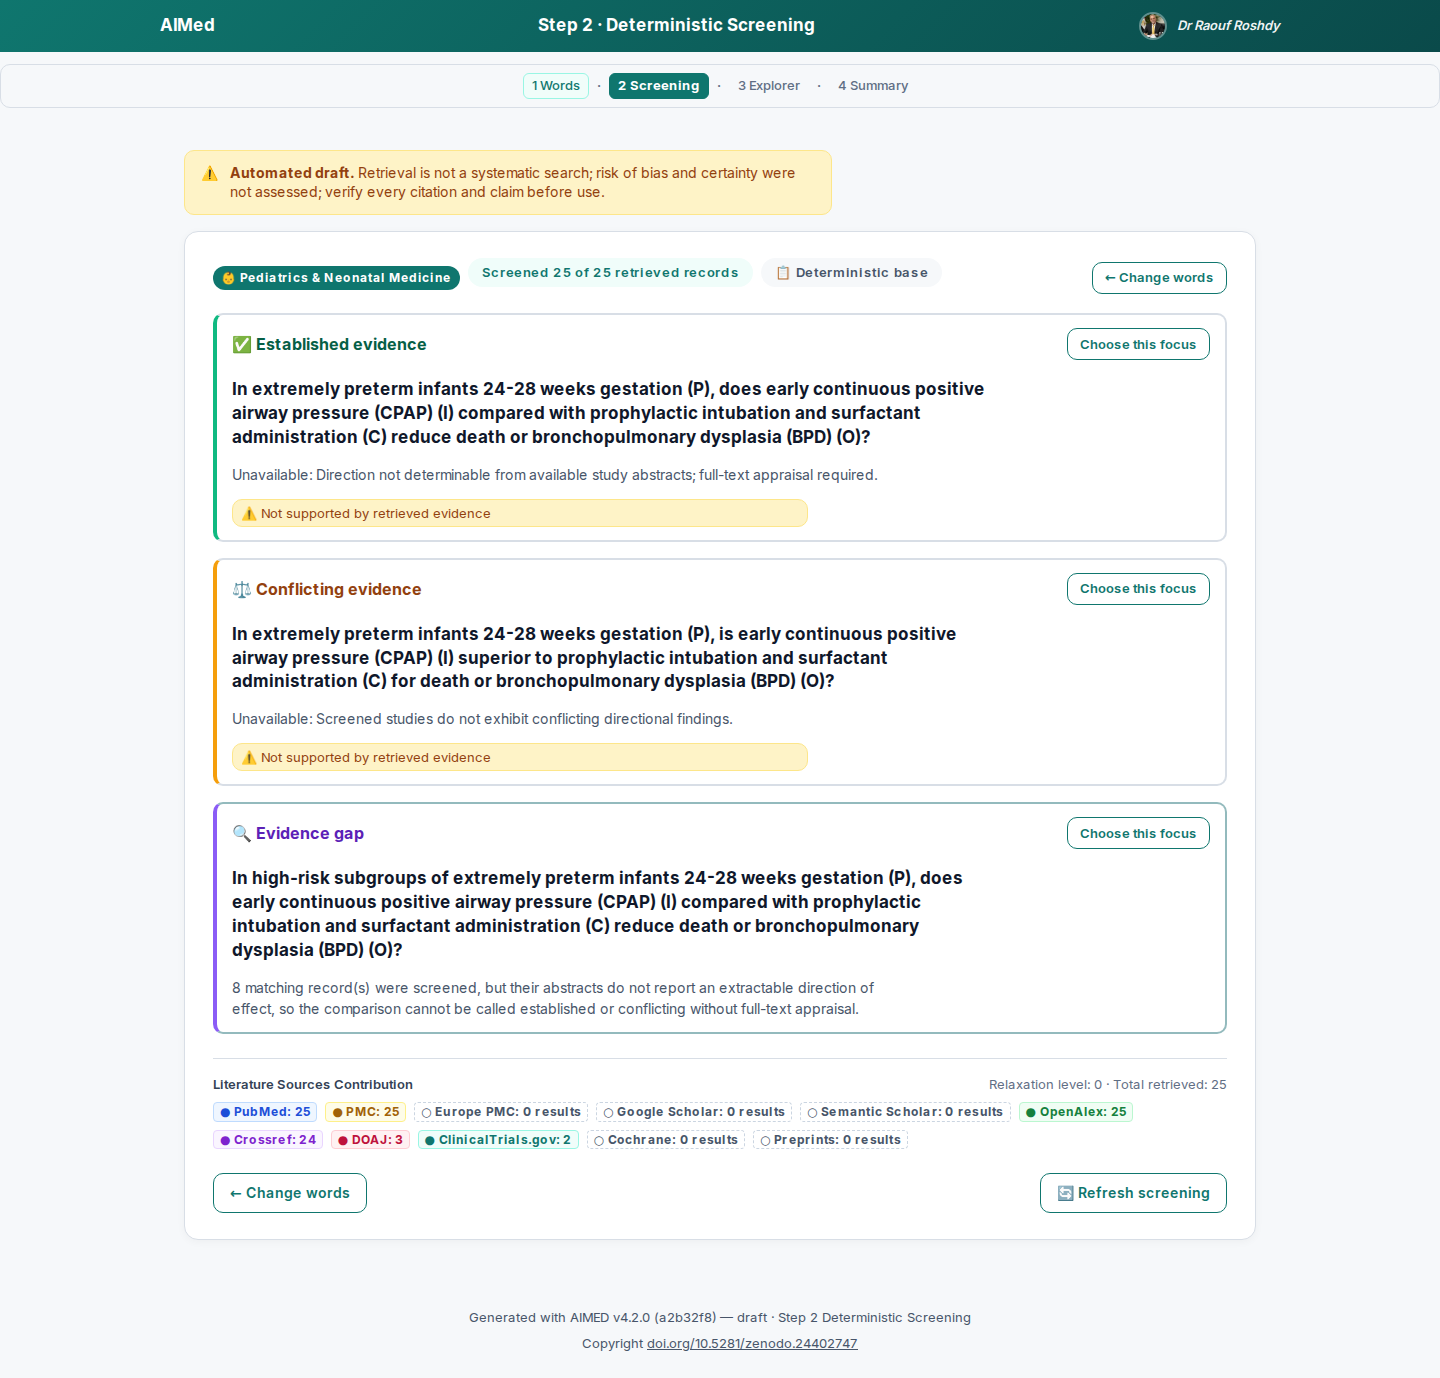 AIMed
Step 2 · Deterministic Screening
Dr Raouf Roshdy
1 Words · 2 Screening · 3 Explorer · 4 Summary
⚠️ Automated draft. Retrieval is not a systematic search; risk of bias and certainty were
not assessed; verify every citation and claim before use.
👶 Pediatrics & Neonatal Medicine
Screened 25 of 25 retrieved records
📋 Deterministic base
← Change words
✅ Established evidence
Choose this focus
In extremely preterm infants 24-28 weeks gestation (P), does early continuous positive
airway pressure (CPAP) (I) compared with prophylactic intubation and surfactant
administration (C) reduce death or bronchopulmonary dysplasia (BPD) (O)?
Unavailable: Direction not determinable from available study abstracts; full-text appraisal required.
⚠️ Not supported by retrieved evidence
⚖️ Conflicting evidence
Choose this focus
In extremely preterm infants 24-28 weeks gestation (P), is early continuous positive
airway pressure (CPAP) (I) superior to prophylactic intubation and surfactant
administration (C) for death or bronchopulmonary dysplasia (BPD) (O)?
Unavailable: Screened studies do not exhibit conflicting directional findings.
⚠️ Not supported by retrieved evidence
🔍 Evidence gap
Choose this focus
In high-risk subgroups of extremely preterm infants 24-28 weeks gestation (P), does
early continuous positive airway pressure (CPAP) (I) compared with prophylactic
intubation and surfactant administration (C) reduce death or bronchopulmonary
dysplasia (BPD) (O)?
8 matching record(s) were screened, but their abstracts do not report an extractable direction of
effect, so the comparison cannot be called established or conflicting without full-text appraisal.
Literature Sources Contribution
Relaxation level: 0 · Total retrieved: 25
● PubMed: 25 ● PMC: 25 ○ Europe PMC: 0 results ○ Google Scholar: 0 results ○ Semantic Scholar: 0 results ● OpenAlex: 25
● Crossref: 24 ● DOAJ: 3 ● ClinicalTrials.gov: 2 ○ Cochrane: 0 results ○ Preprints: 0 results
← Change words
🔄 Refresh screening
Generated with AIMED v4.2.0 (a2b32f8) — draft · Step 2 Deterministic Screening
Copyright doi.org/10.5281/zenodo.24402747